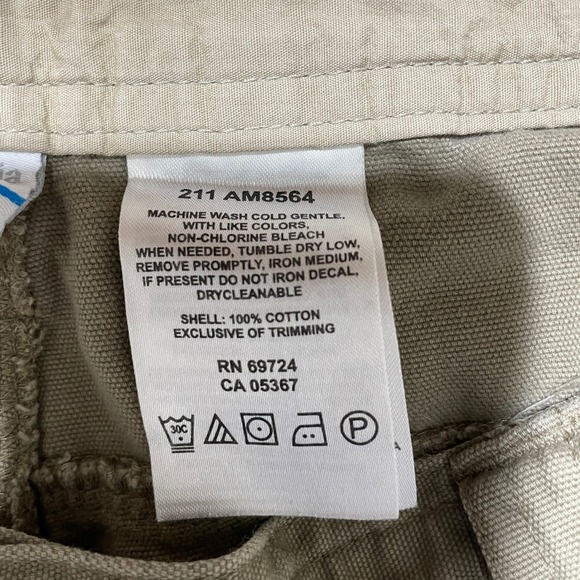 211 AM8564
MACHINE WASH COLD GENTLE.
WITH LIKE COLORS,
NON-CHLORINE BLEACH
WHEN NEEDED, TUMBLE DRY LOW,
REMOVE PROMPTLY, IRON MEDIUM,
IF PRESENT DO NOT IRON DECAL,
DRYCLEANABLE
SHELL: 100% COTTON
EXCLUSIVE OF TRIMMING
RN 69724
CA 05367
30C
P
A
ia